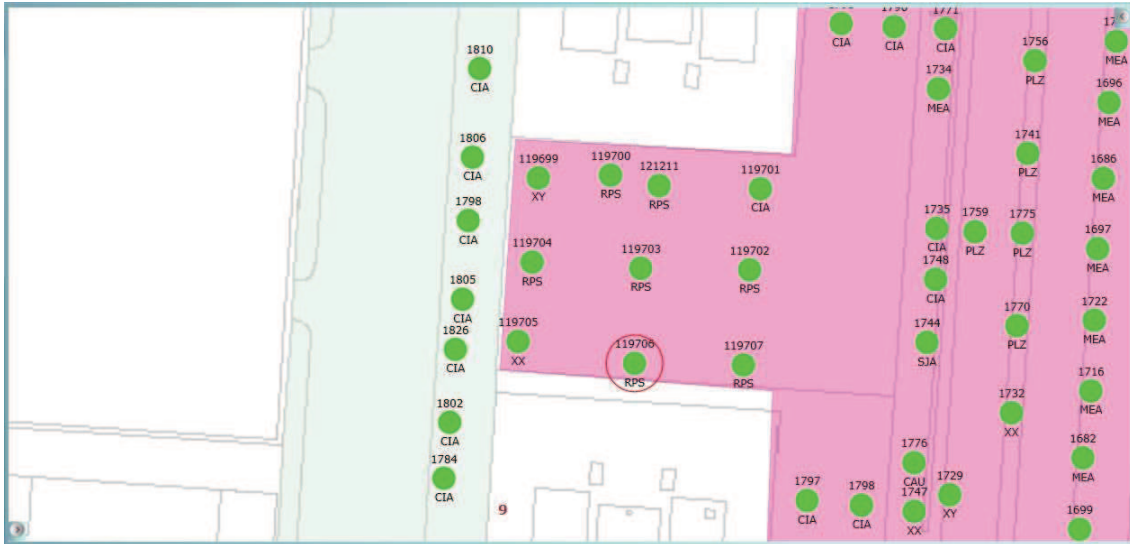 CIA
CIA
1771
CIA
MEA
1810
CIA
1734
MEA
1756
PLZ
1696
MEA
1806
CIA
119699
XY
119700
RPS
121211
RPS
119701
CIA
1741
PLZ
1686
MEA
1798
CIA
1735
CIA
1759
PLZ
1775
PLZ
1697
MEA
119704
RPS
119703
RPS
119702
RPS
1748
CIA
1805
CIA
1826
CIA
119705
XX
119706
RPS
119707
RPS
1744
SJA
1770
PLZ
1722
MEA
1802
CIA
1732
XX
1716
MEA
1784
CIA
1776
CAU
1682
MEA
9
1797
CIA
1798
CIA
1747
XX
1729
XY
1699